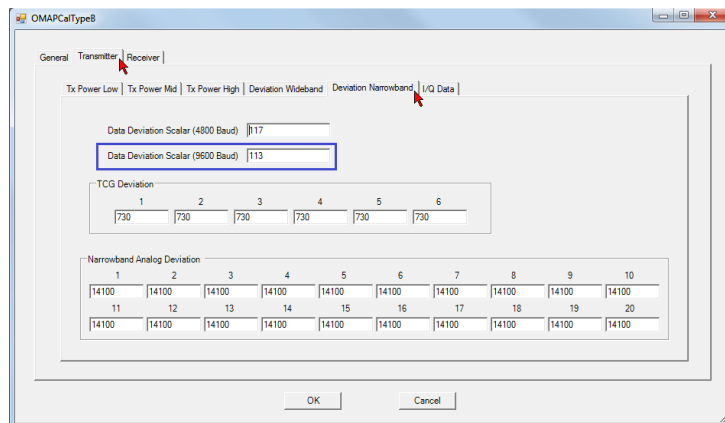 OMAPCalTypeB
General Transmitter Receiver
Tx Power Low Tx Power Mid Tx Power High Deviation Wideband Deviation Narrowband I/Q Data
Data Deviation Scalar (4800 Baud) 117
Data Deviation Scalar (9600 Baud) 113
TCG Deviation
1 2 3 4 5 6
730 730 730 730 730 730
Narrowband Analog Deviation
1 2 3 4 5 6 7 8 9 10
14100 14100 14100 14100 14100 14100 14100 14100 14100 14100
11 12 13 14 15 16 17 18 19 20
14100 14100 14100 14100 14100 14100 14100 14100 14100 14100
OK Cancel